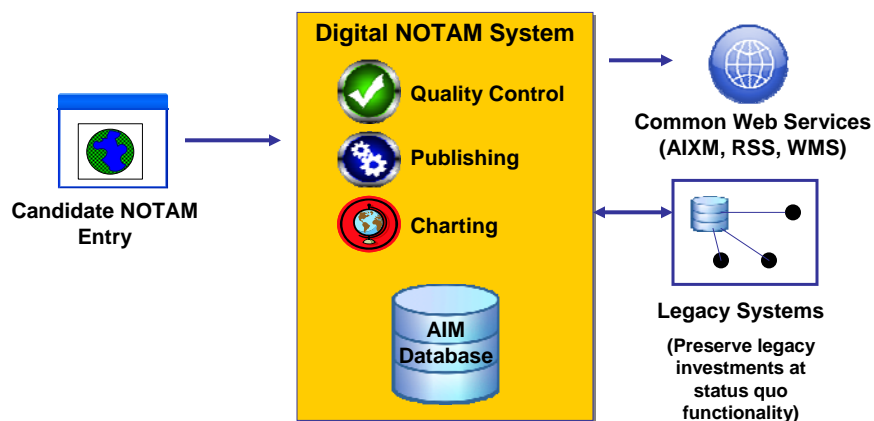 Digital NOTAM System
Quality Control
Publishing
Charting
AIM
Database
Candidate NOTAM
Entry
Common Web Services
(AIXM, RSS, WMS)
Legacy Systems
(Preserve legacy
investments at
status quo
functionality)